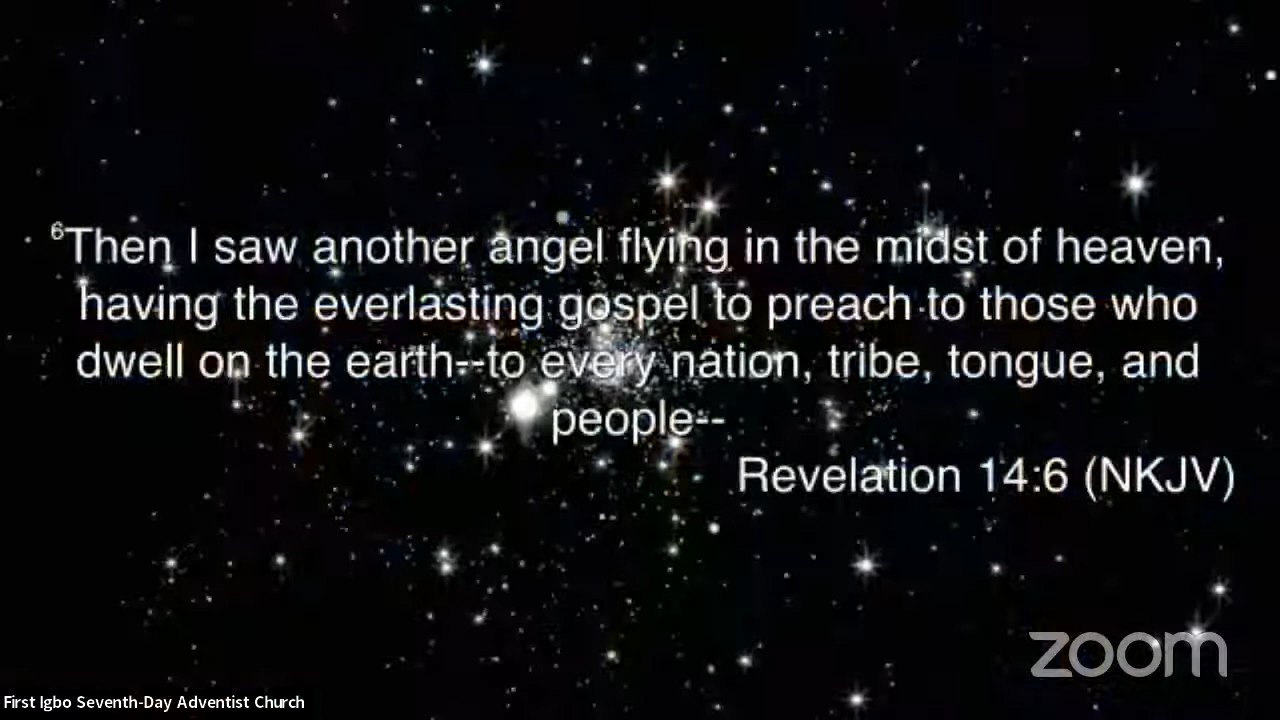 ⁶Then I saw another angel flying in the midst of heaven,
having the everlasting gospel to preach to those who
dwell on the earth--to every nation, tribe, tongue, and
people--
Revelation 14:6 (NKJV)
zoom
First Igbo Seventh-Day Adventist Church